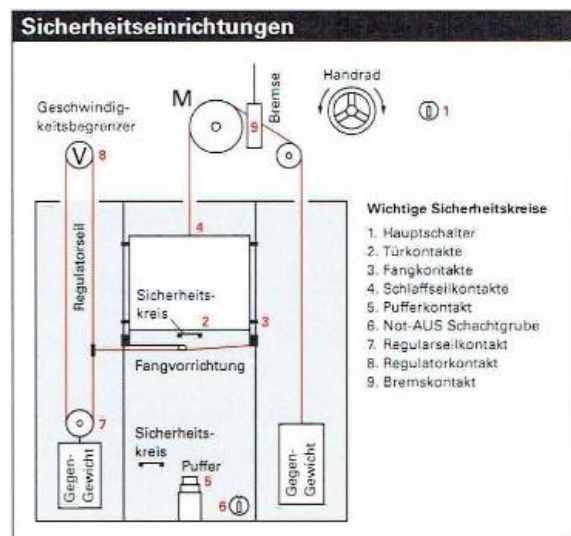 Sicherheitseinrichtungen
Geschwindig-
keitsbegrenzer
M
Bremse
Handrad
9
1
V
8
Regulatorseil
4
Sicherheits-
kreis
2
3
Fangvorrichtung
7
Gegen-
Gewicht
Sicherheits-
kreis
Puffer
5
6
Gegen-
Gewicht
Wichtige Sicherheitskreise
1. Hauptschalter
2. Türkontakte
3. Fangkontakte
4. Schlaffseilkontakte
5. Pufferkontakt
6. Not-AUS Schachtgrube
7. Regularseilkontakt
8. Regulatorkontakt
9. Bremskontakt